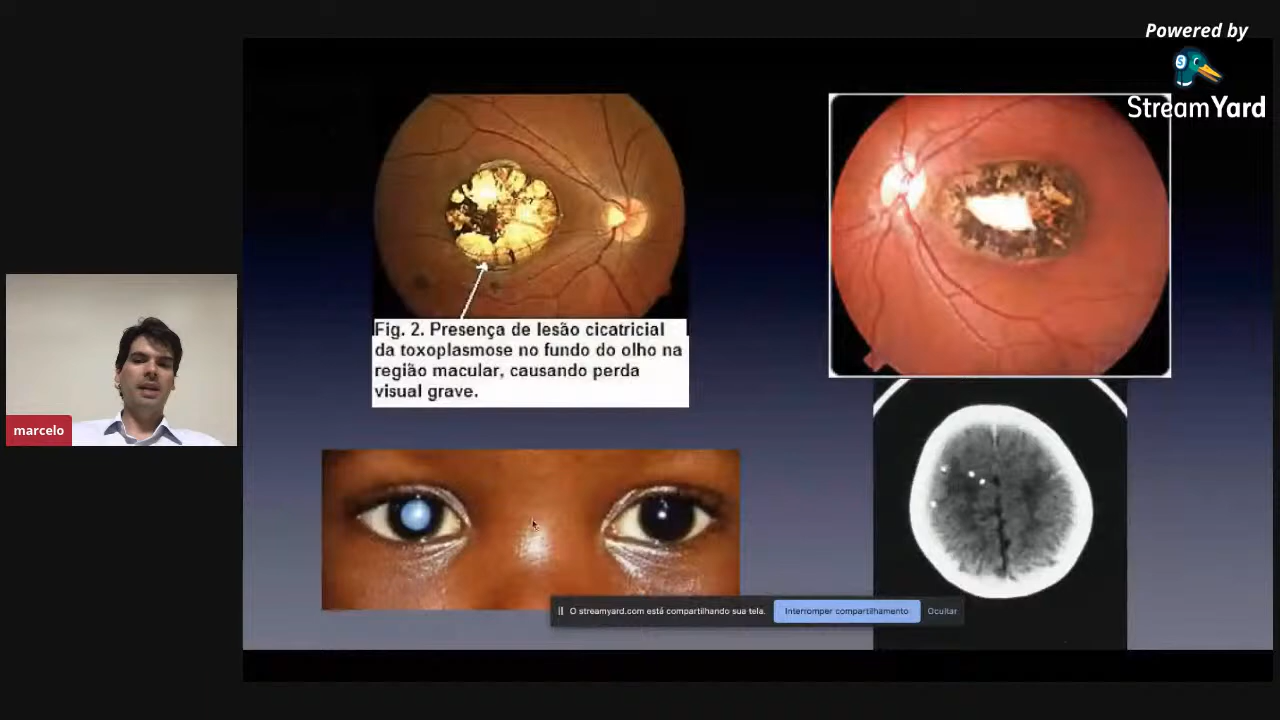 Powered by
StreamYard
Fig. 2. Presença de lesão cicatricial
da toxoplasmose no fundo do olho na
região macular, causando perda
visual grave.
marcelo
O streamyard.com está compartilhando sua tela.
Interromper compartilhamento
Ocultar